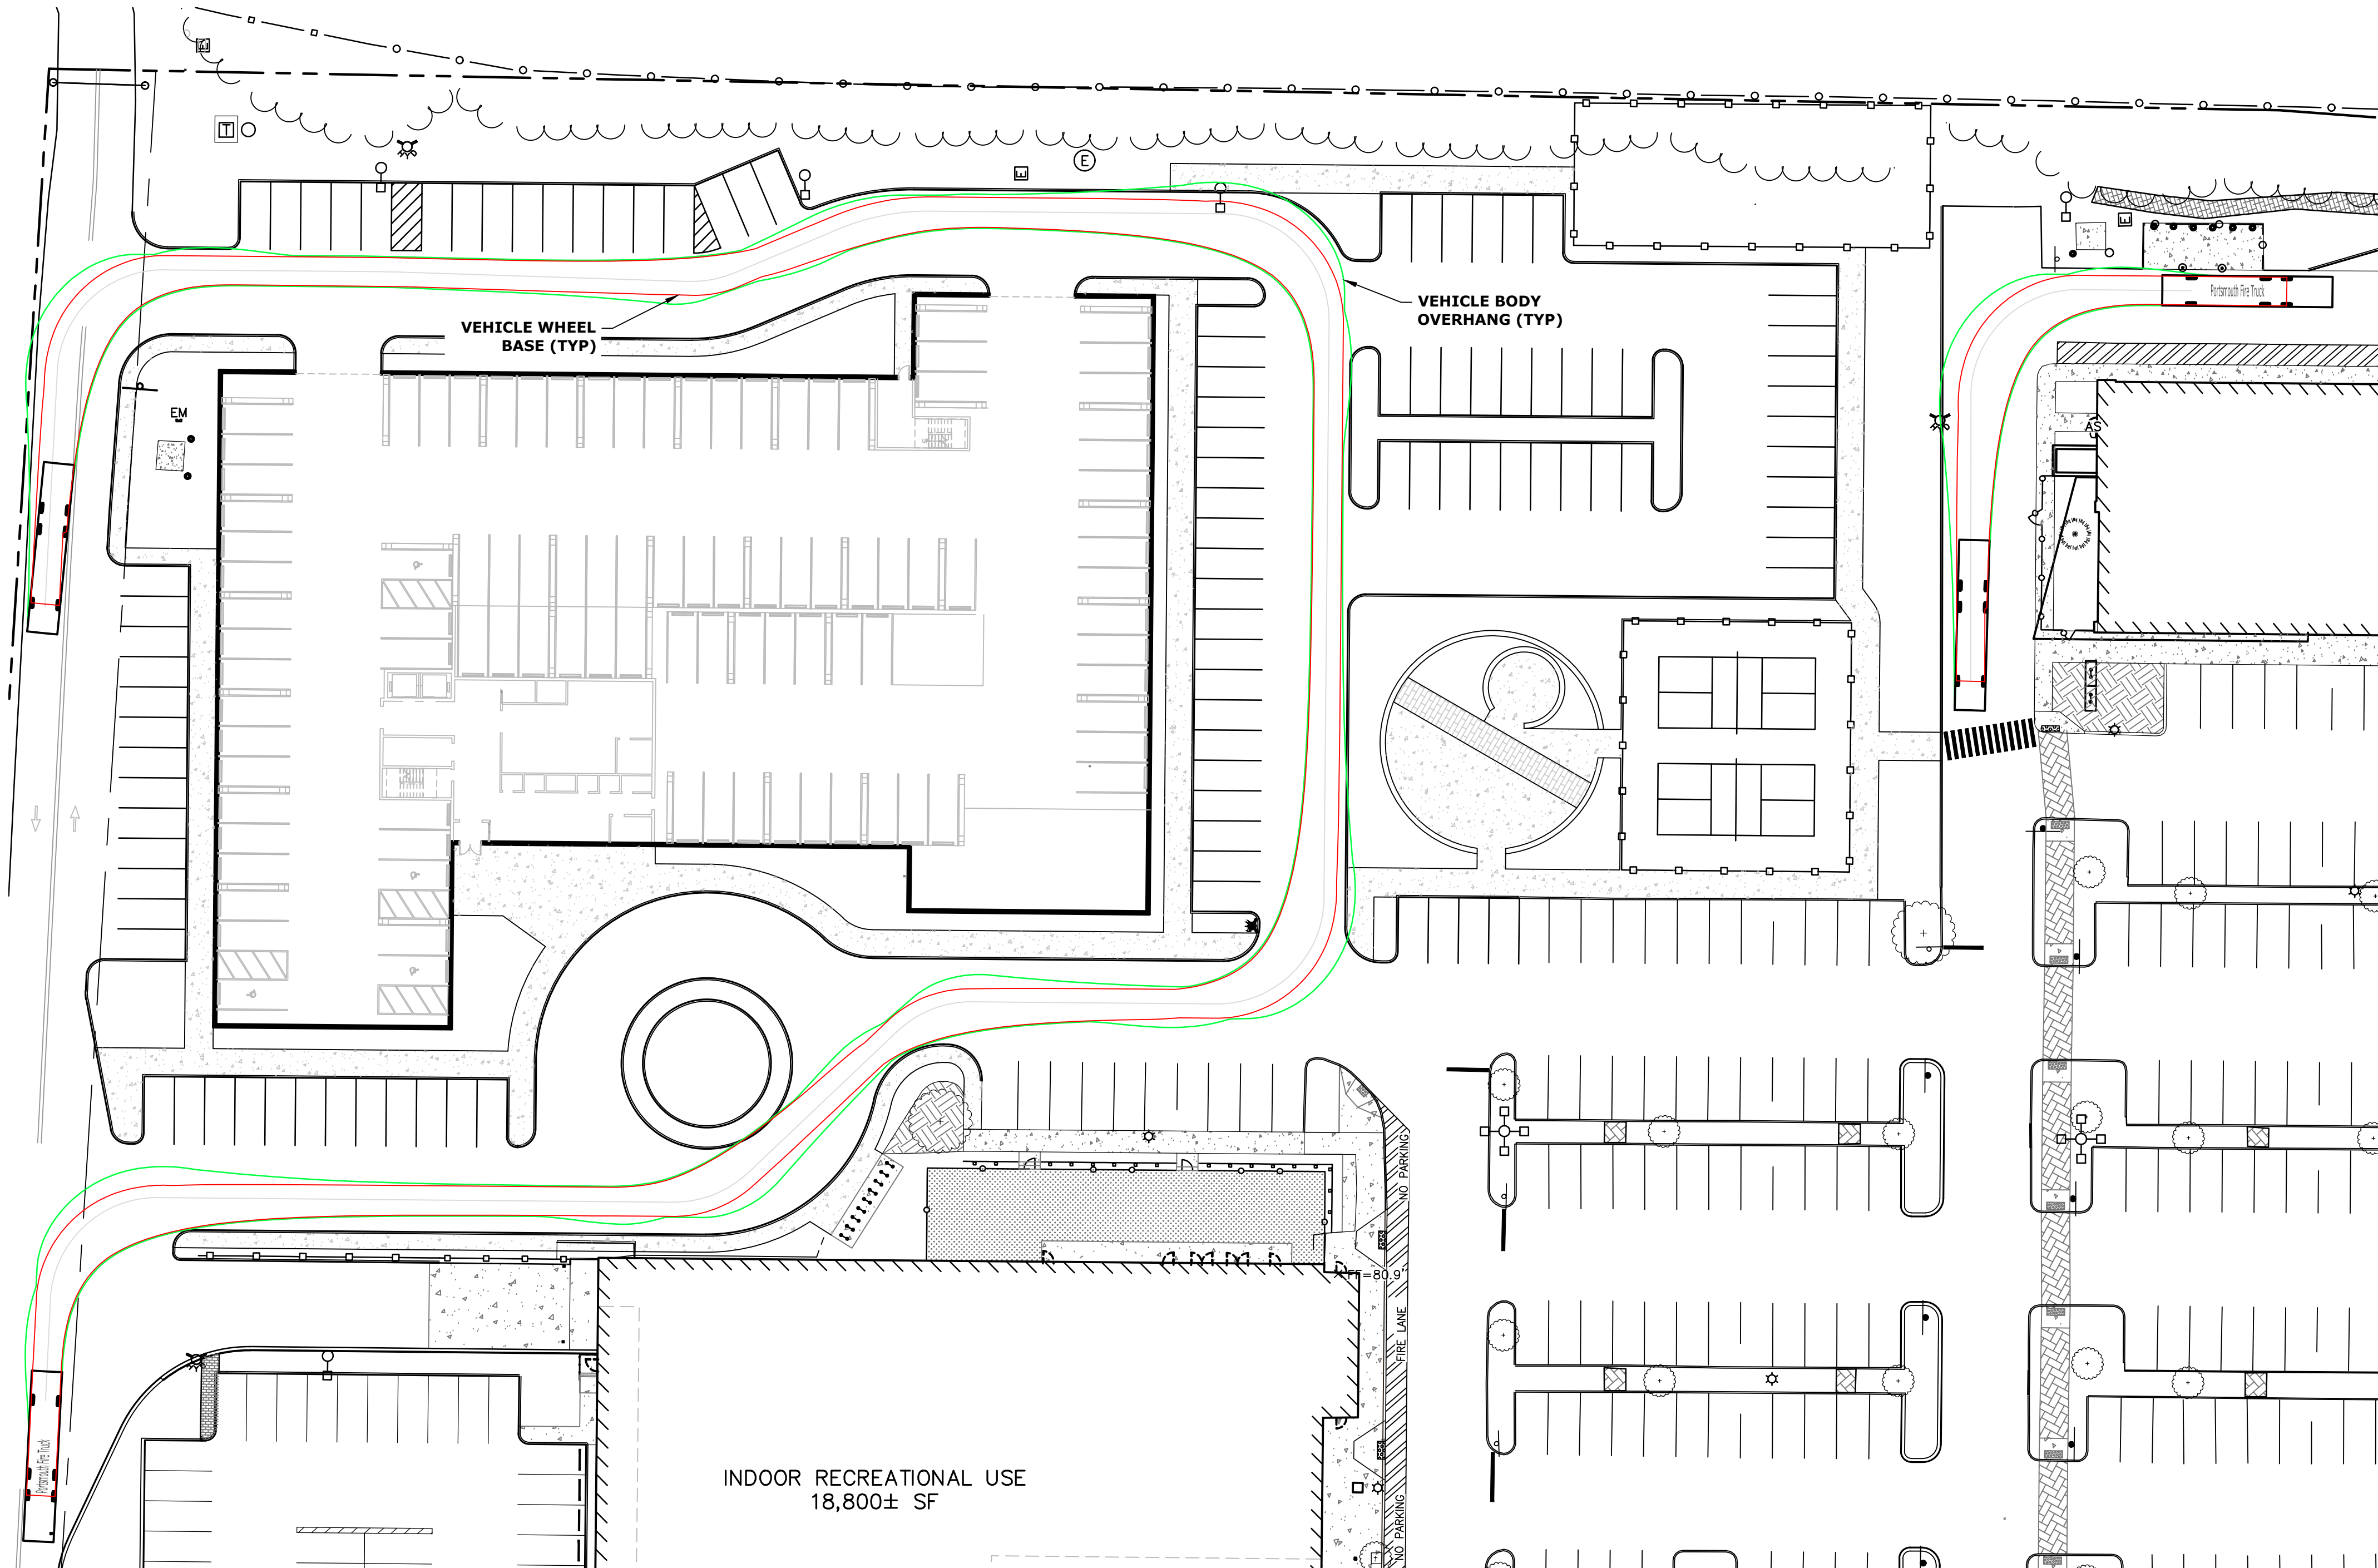 T
E
E
E
E
VEHICLE WHEEL
BASE (TYP)
VEHICLE BODY
OVERHANG (TYP)
Portsmouth Fire Truck
EM
AS
NO PARKING
FF=80.9'
FIRE LANE
NO PARKING
Portsmouth Fire Truck
INDOOR RECREATIONAL USE
18,800± SF